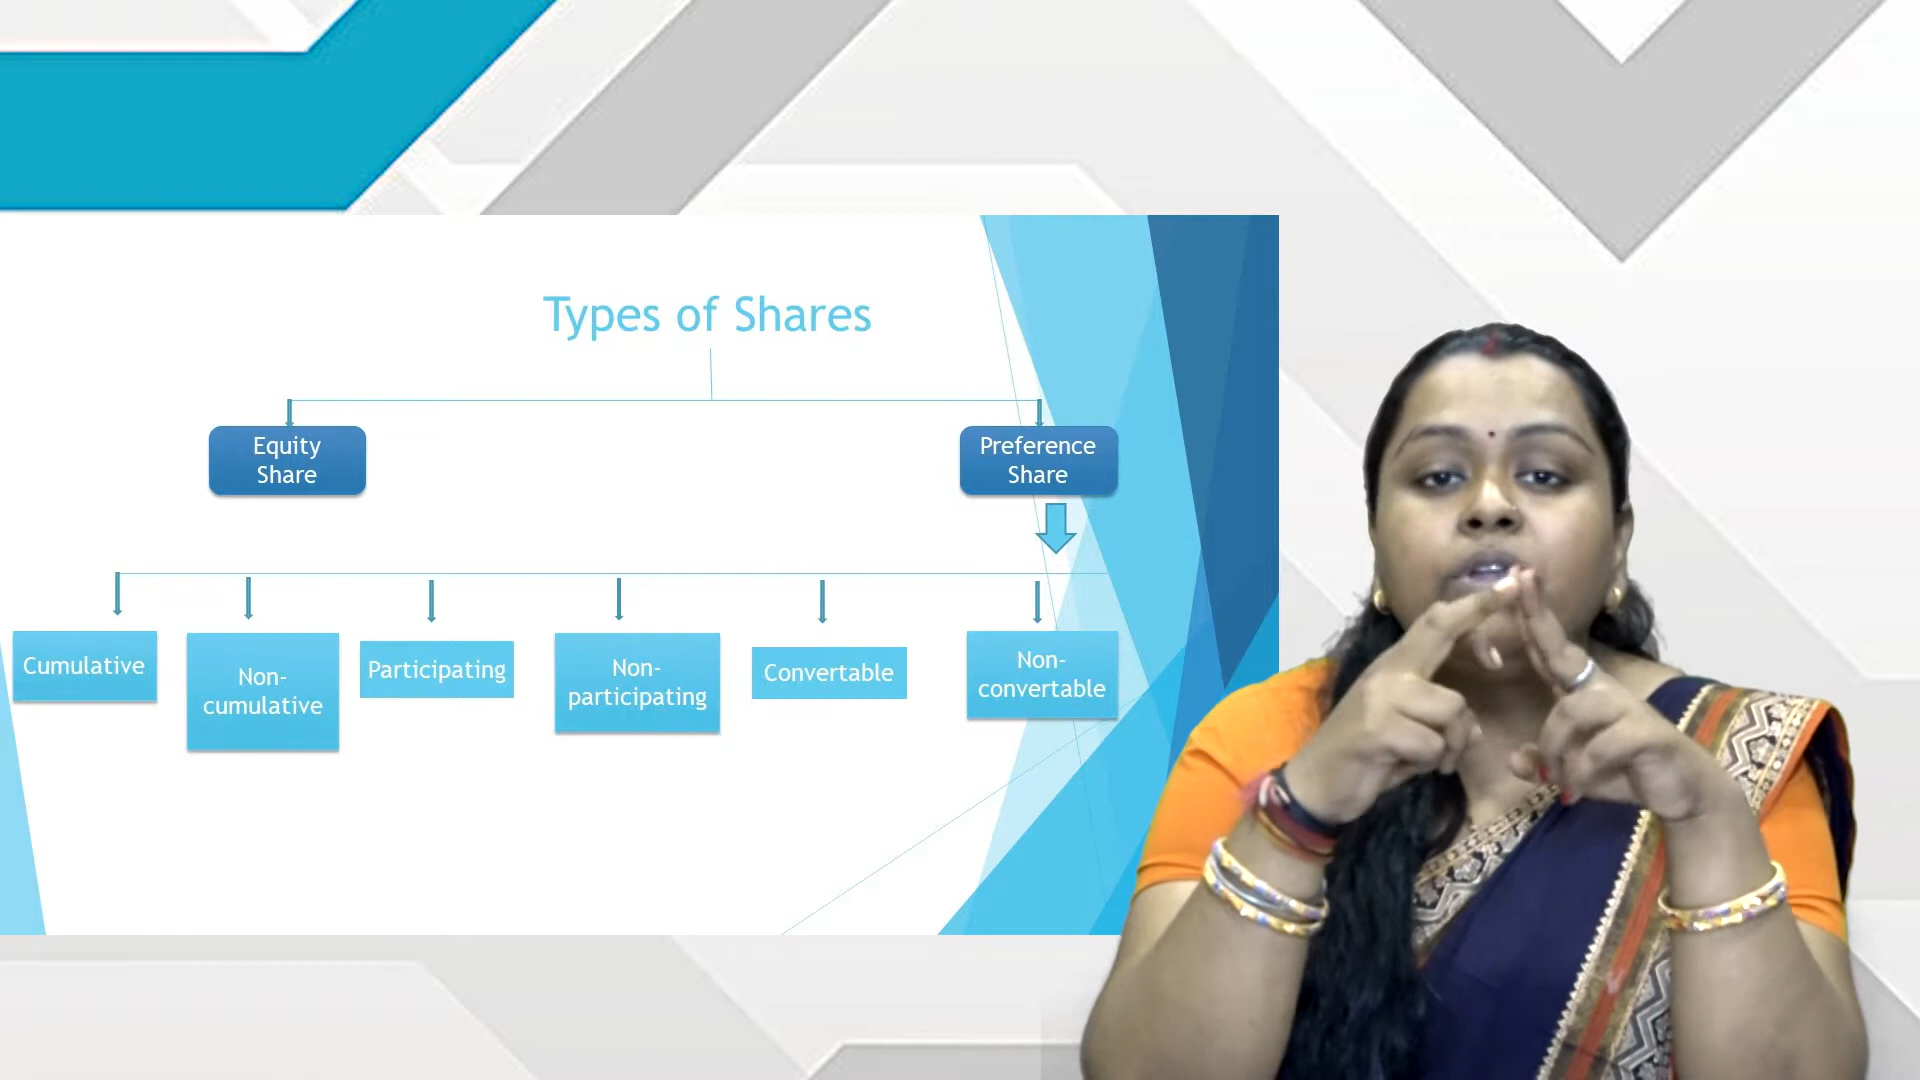 Types of Shares
Equity
Share
Preference
Share
Cumulative
Non-
cumulative
Participating
Non-
participating
Convertable
Non-
convertable